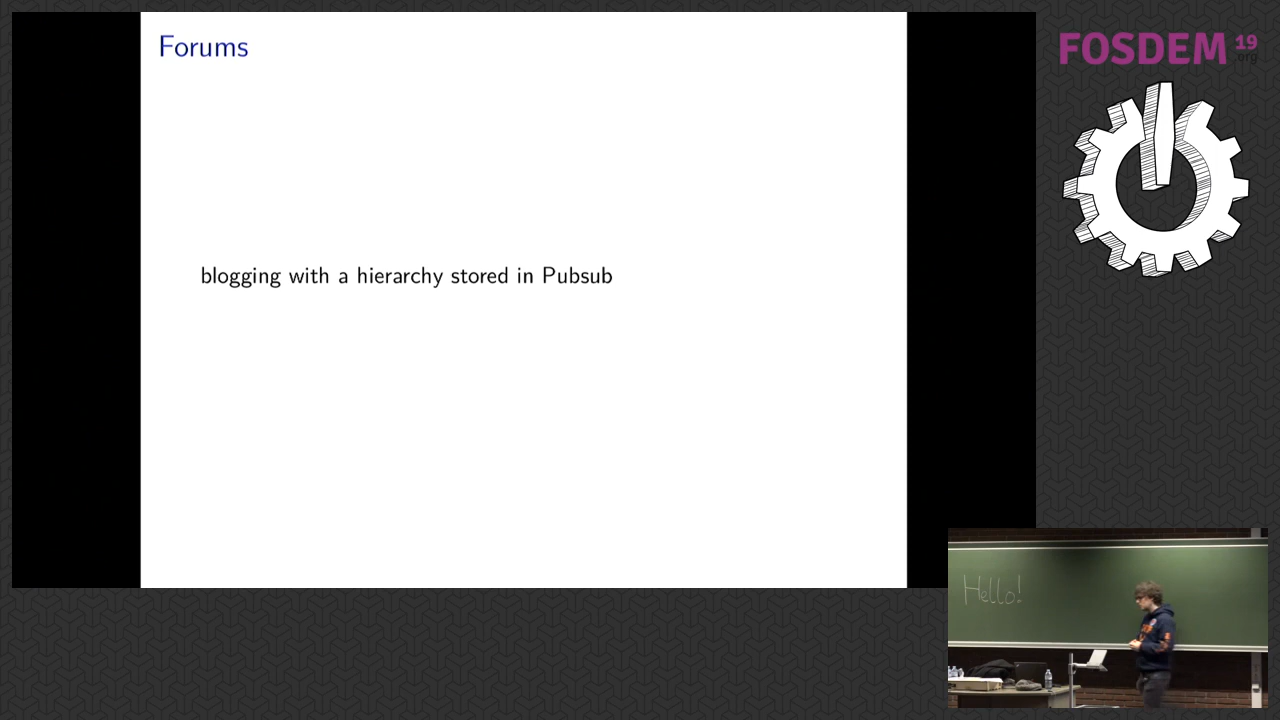 Forums
blogging with a hierarchy stored in Pubsub
FOSDEM 19
.org
Hello!